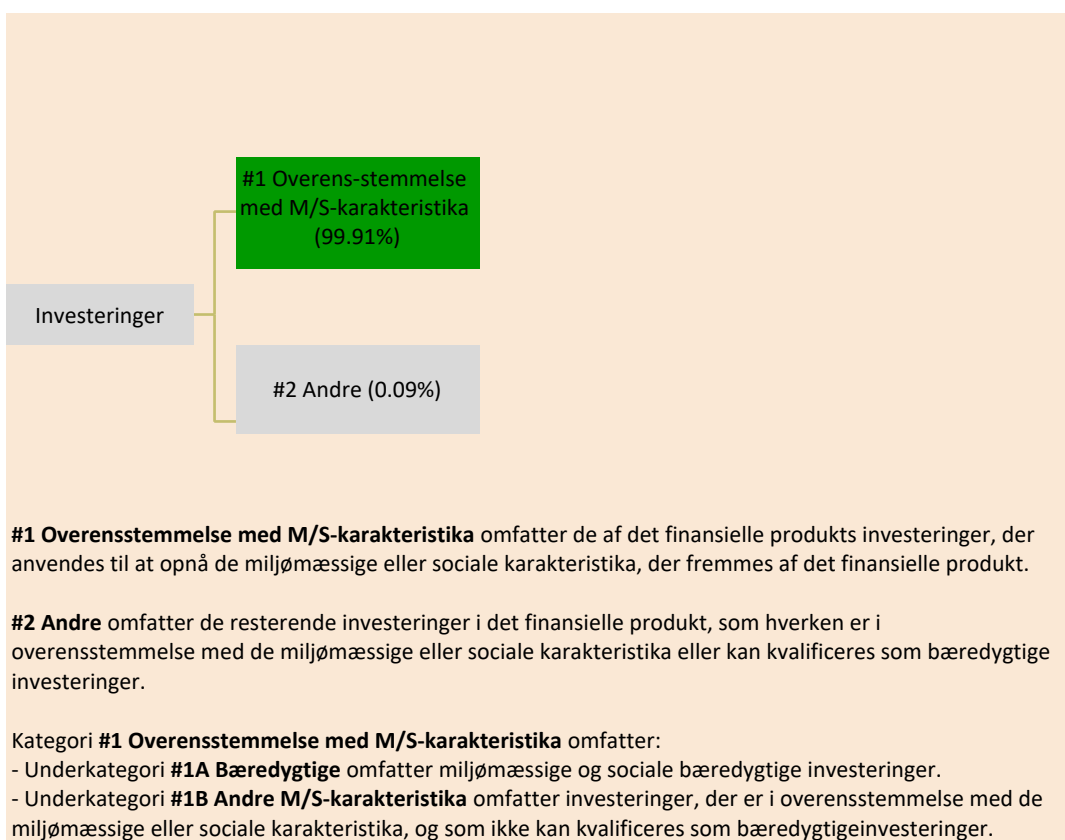 #1 Overens-stemmelse
med M/S-karakteristika
(99.91%)
Investeringer
#2 Andre (0.09%)
#1 Overensstemmelse med M/S-karakteristika omfatter de af det finansielle produkts investeringer, der
anvendes til at opnå de miljømæssige eller sociale karakteristika, der fremmes af det finansielle produkt.
#2 Andre omfatter de resterende investeringer i det finansielle produkt, som hverken er i
overensstemmelse med de miljømæssige eller sociale karakteristika eller kan kvalificeres som bæredygtige
investeringer.
Kategori #1 Overensstemmelse med M/S-karakteristika omfatter:
- Underkategori #1A Bæredygtige omfatter miljømæssige og sociale bæredygtige investeringer.
- Underkategori #1B Andre M/S-karakteristika omfatter investeringer, der er i overensstemmelse med de
miljømæssige eller sociale karakteristika, og som ikke kan kvalificeres som bæredygtigeinvesteringer.